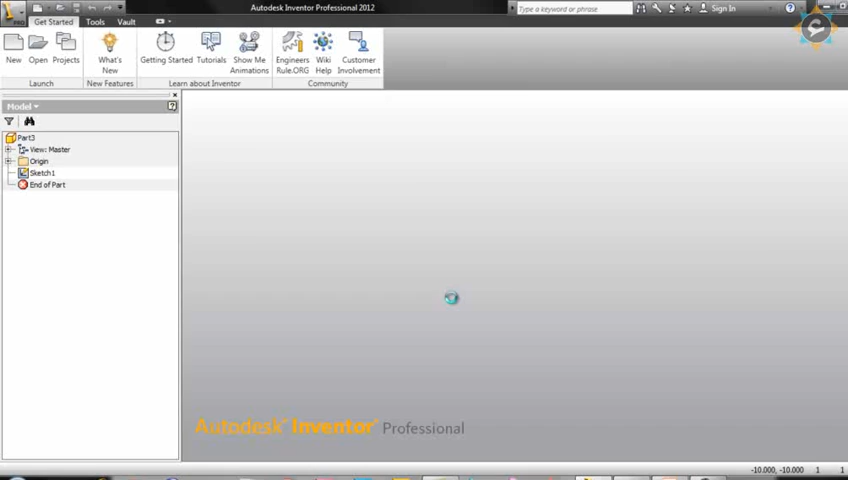 Autodesk Inventor Professional 2012
Type a keyword or phrase.
Sign In
PRO
Get Started Tools Vault
New Open Projects What's New Getting Started Tutorials Show Me Animations Engineers Rule.ORG Wiki Help Customer Involvement
Launch New Features Learn about Inventor Community
Model
Part3
View: Master
Origin
Sketch1
End of Part
Autodesk® Inventor® Professional
-10.000, -10.000 1 1